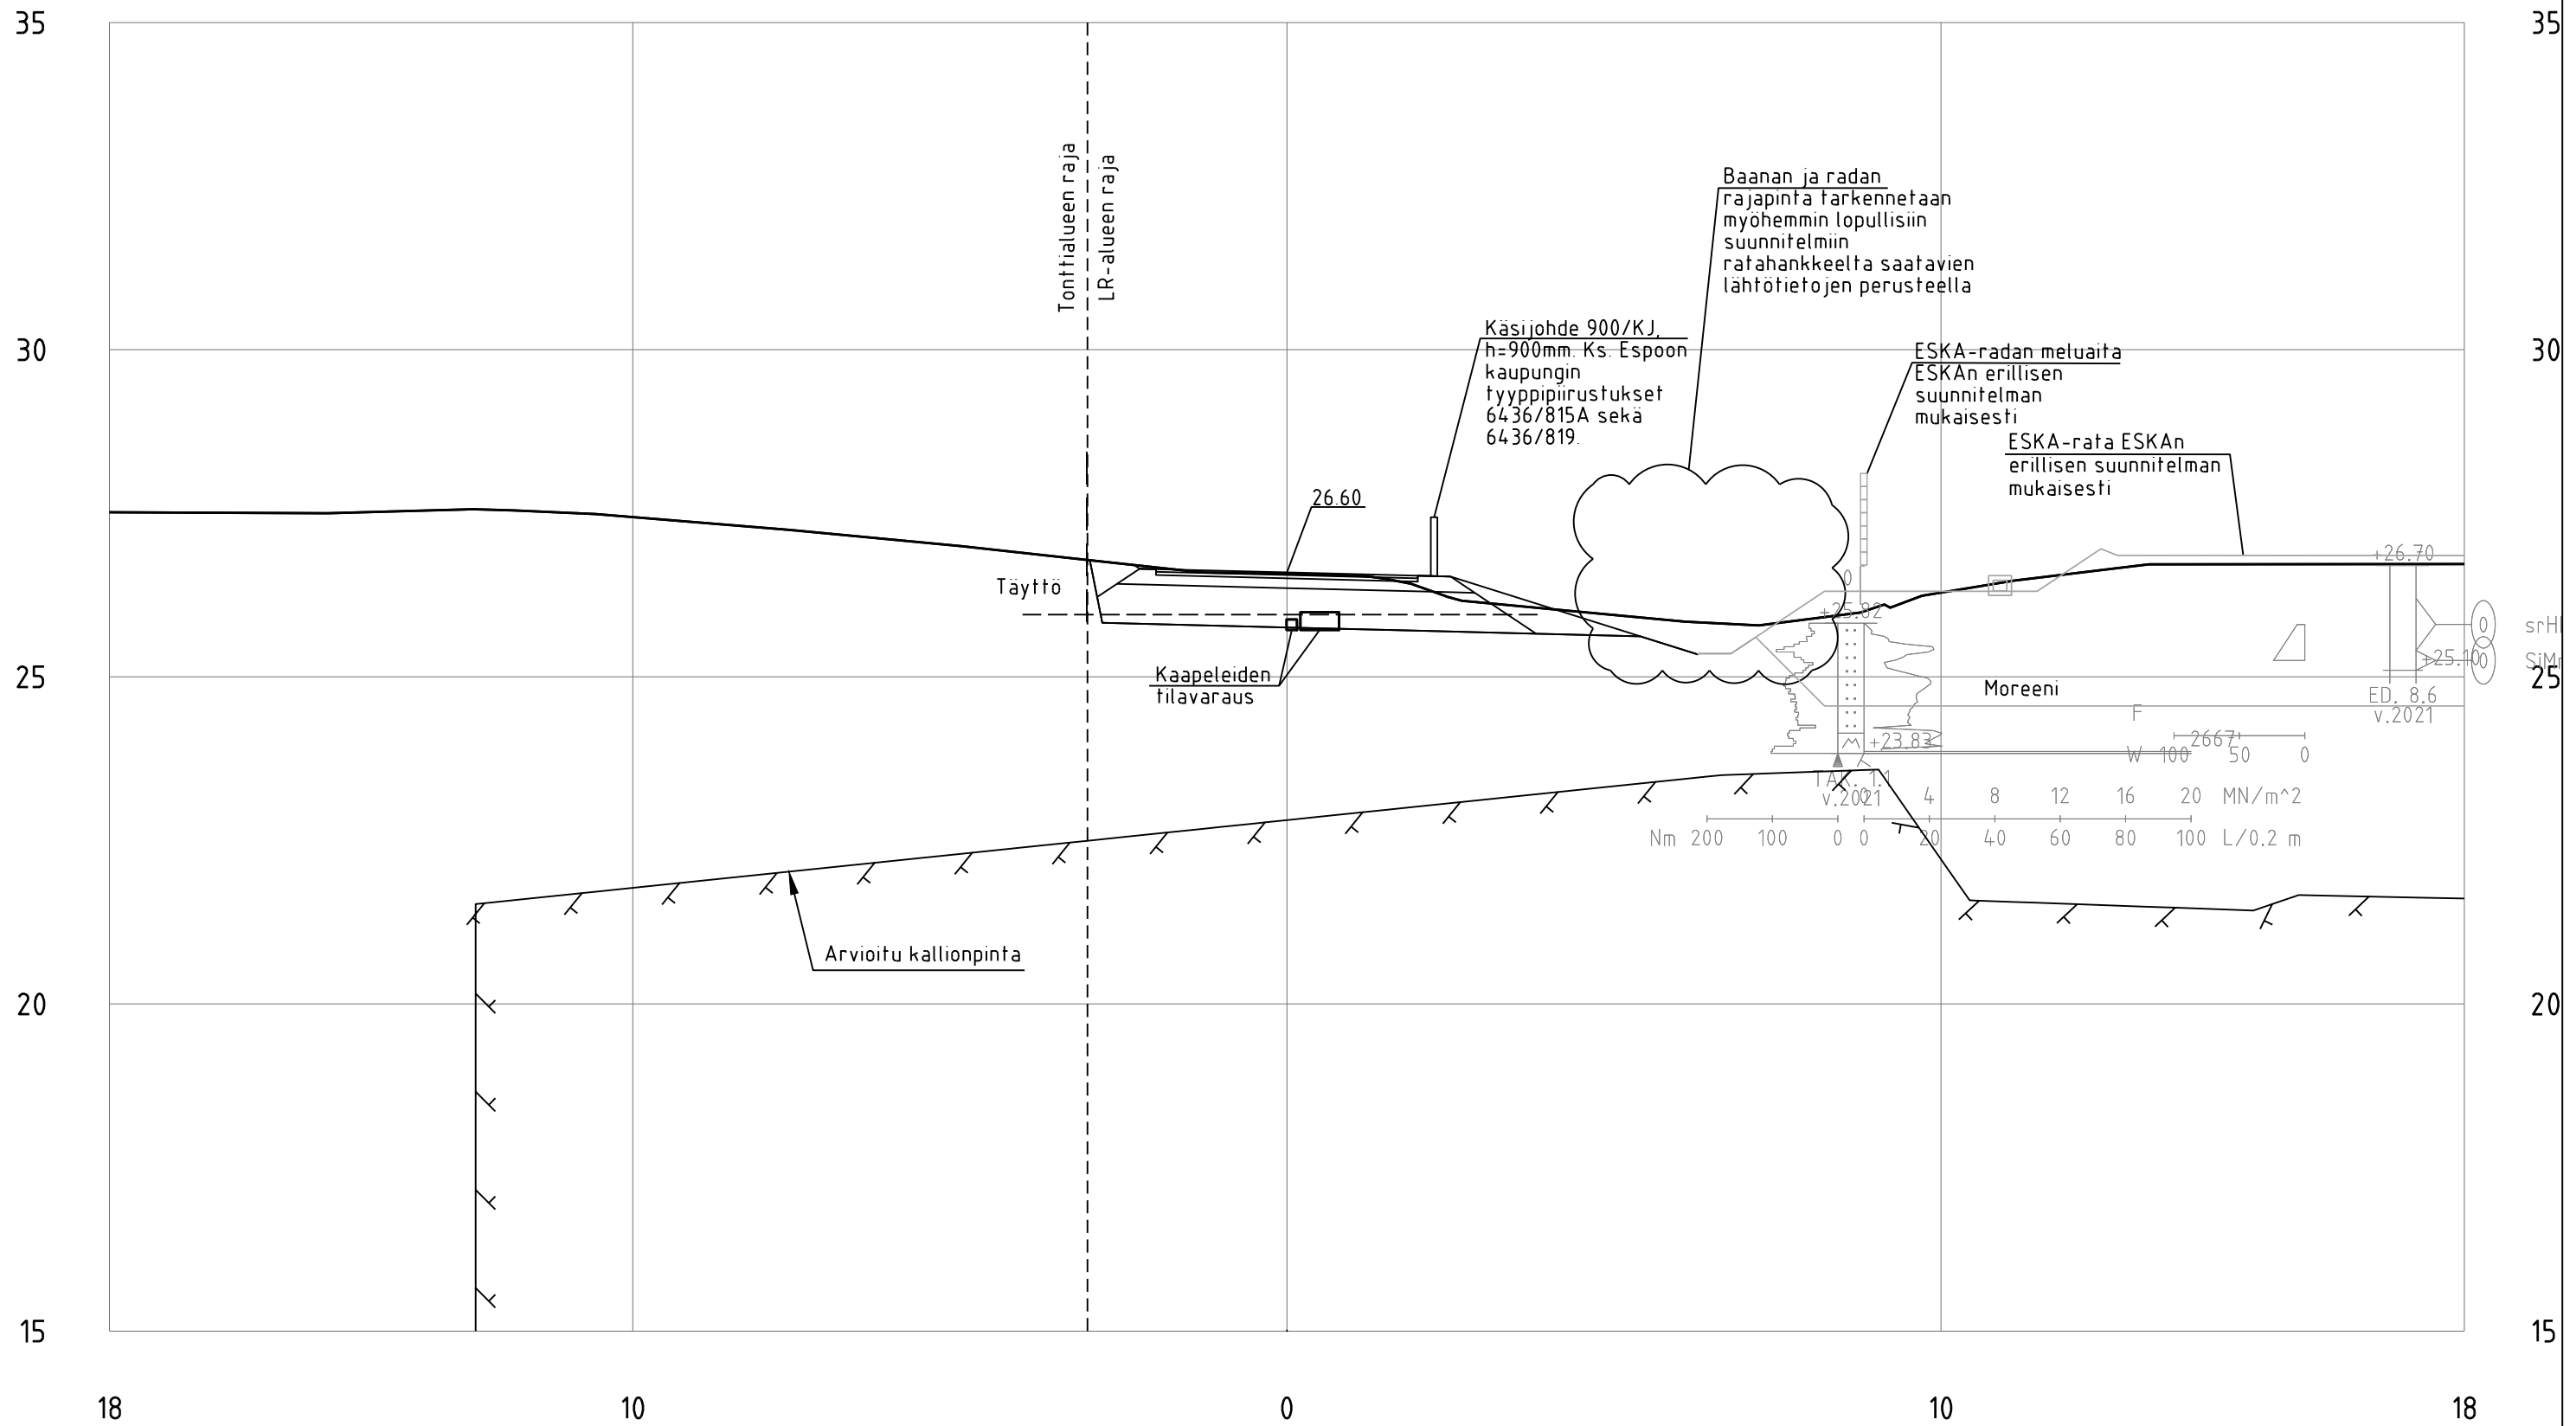 35
35
Tonttialueen raja
LR-alueen raja
Baanan ja radan
rajapinta tarkennetaan
myöhemmin lopullisiin
suunnitelmiin
ratahankkeelta saatavien
lähtötietojen perusteella
Käsijohde 900/KJ,
h=900mm. Ks. Espoon
kaupungin
tyyppipiirustukset
6436/815A sekä
6436/819.
30
30
ESKA-radan meluaita
ESKAn erillisen
suunnitelman
mukaisesti
ESKA-rata ESKAn
erillisen suunnitelman
mukaisesti
26.60
+26.70
Täyttö
0
+25.82
0
0
+25.10
25
25
Kaapeleiden
tilavaraus
Moreeni
ED. 8.6
v.2021
F
+23.83
2667
W 100 50 0
v.2021
0 4 8 12 16 20 MN/m^2
Nm 200 100 0 0 20 40 60 80 100 L/0.2 m
Arvioitu kallionpinta
20
20
15
15
18 10 0 10 18